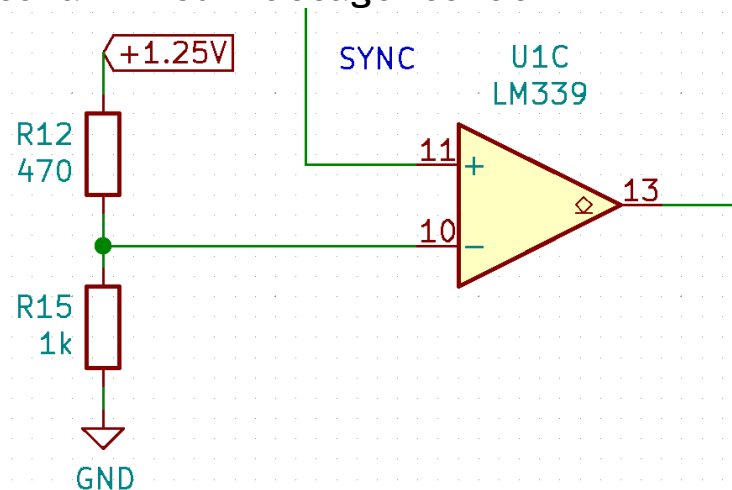 +1.25V
SYNC
U1C
LM339
R12
470
11
+
13
10
−
R15
1k
GND